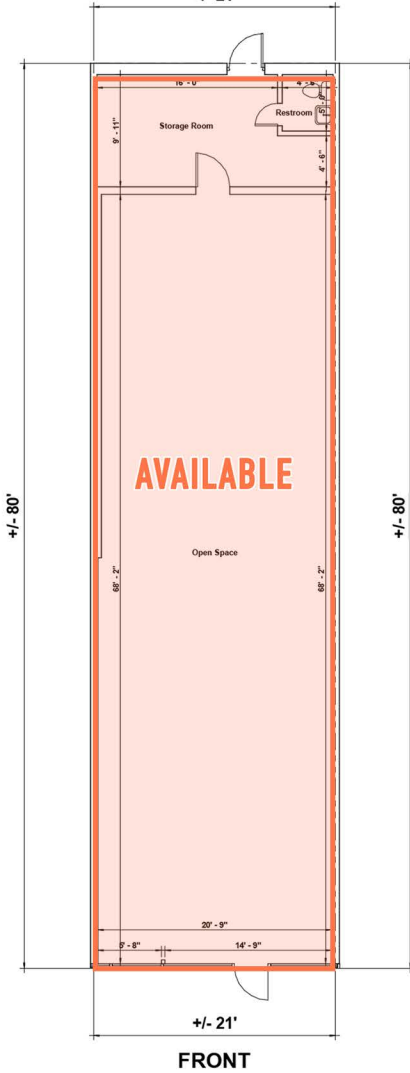 16' - 0"
Restroom
Storage Room
9' - 11"
4' - 6"
AVAILABLE
+/- 80'
+/- 80'
Open Space
68' - 2"
68' - 2"
20' - 9"
14' - 9"
+/- 21'
FRONT